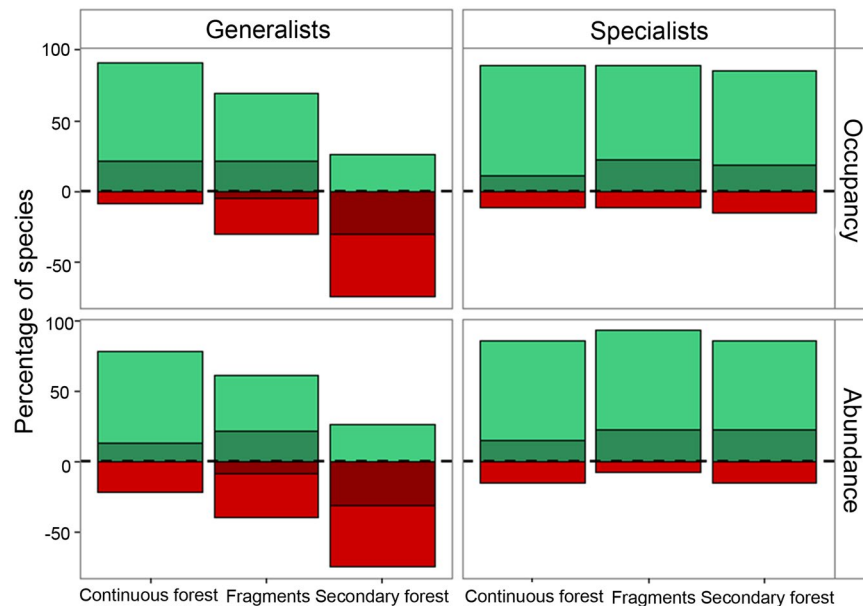 Generalists
Specialists
100
50
0
-50
Occupancy
100
50
0
-50
Abundance
Percentage of species
Continuous forest Fragments Secondary forest
Continuous forest Fragments Secondary forest